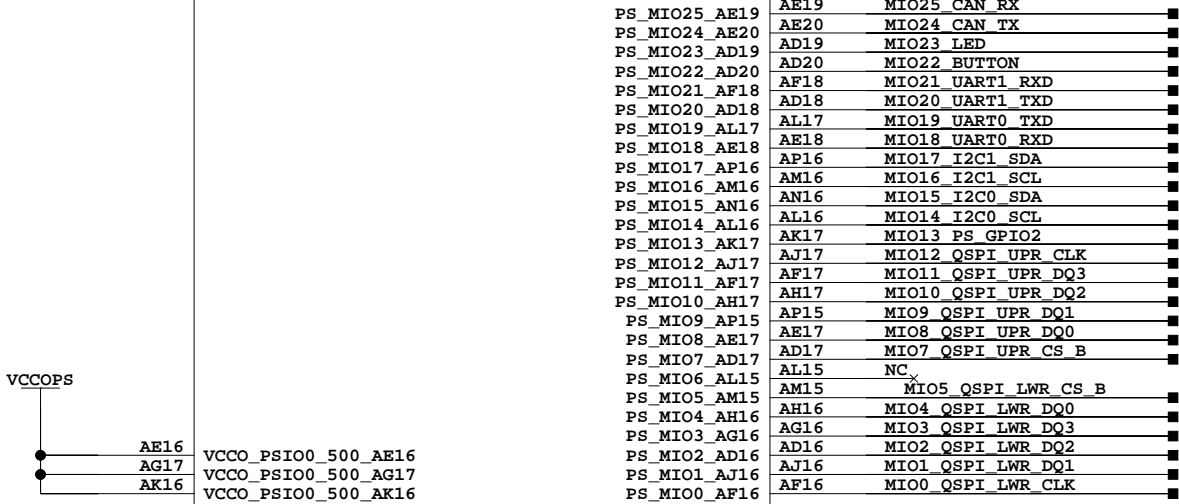 PS_MIO25_AE19 AE19 MIO25_CAN_RX
PS_MIO24_AE20 AE20 MIO24_CAN_TX
PS_MIO23_AD19 AD19 MIO23_LED
PS_MIO22_AD20 AD20 MIO22_BUTTON
PS_MIO21_AF18 AF18 MIO21_UART1_RXD
PS_MIO20_AD18 AD18 MIO20_UART1_TXD
PS_MIO19_AL17 AL17 MIO19_UART0_TXD
PS_MIO18_AE18 AE18 MIO18_UART0_RXD
PS_MIO17_AP16 AP16 MIO17_I2C1_SDA
PS_MIO16_AM16 AM16 MIO16_I2C1_SCL
PS_MIO15_AN16 AN16 MIO15_I2C0_SDA
PS_MIO14_AL16 AL16 MIO14_I2C0_SCL
PS_MIO13_AK17 AK17 MIO13_PS_GPIO2
PS_MIO12_AJ17 AJ17 MIO12_QSPI_UPR_CLK
PS_MIO11_AF17 AF17 MIO11_QSPI_UPR_DQ3
PS_MIO10_AH17 AH17 MIO10_QSPI_UPR_DQ2
PS_MIO9_AP15 AP15 MIO9_QSPI_UPR_DQ1
PS_MIO8_AE17 AE17 MIO8_QSPI_UPR_DQ0
PS_MIO7_AD17 AD17 MIO7_QSPI_UPR_CS_B
VCCOPS PS_MIO6_AL15 AL15 NC
PS_MIO5_AM15 AM15 MIO5_QSPI_LWR_CS_B
PS_MIO4_AH16 AH16 MIO4_QSPI_LWR_DQ0
PS_MIO3_AG16 AG16 MIO3_QSPI_LWR_DQ3
AE16 VCCO_PSIO0_500_AE16 PS_MIO2_AD16 AD16 MIO2_QSPI_LWR_DQ2
AG17 VCCO_PSIO0_500_AG17 PS_MIO1_AJ16 AJ16 MIO1_QSPI_LWR_DQ1
AK16 VCCO_PSIO0_500_AK16 PS_MIO0_AF16 AF16 MIO0_QSPI_LWR_CLK